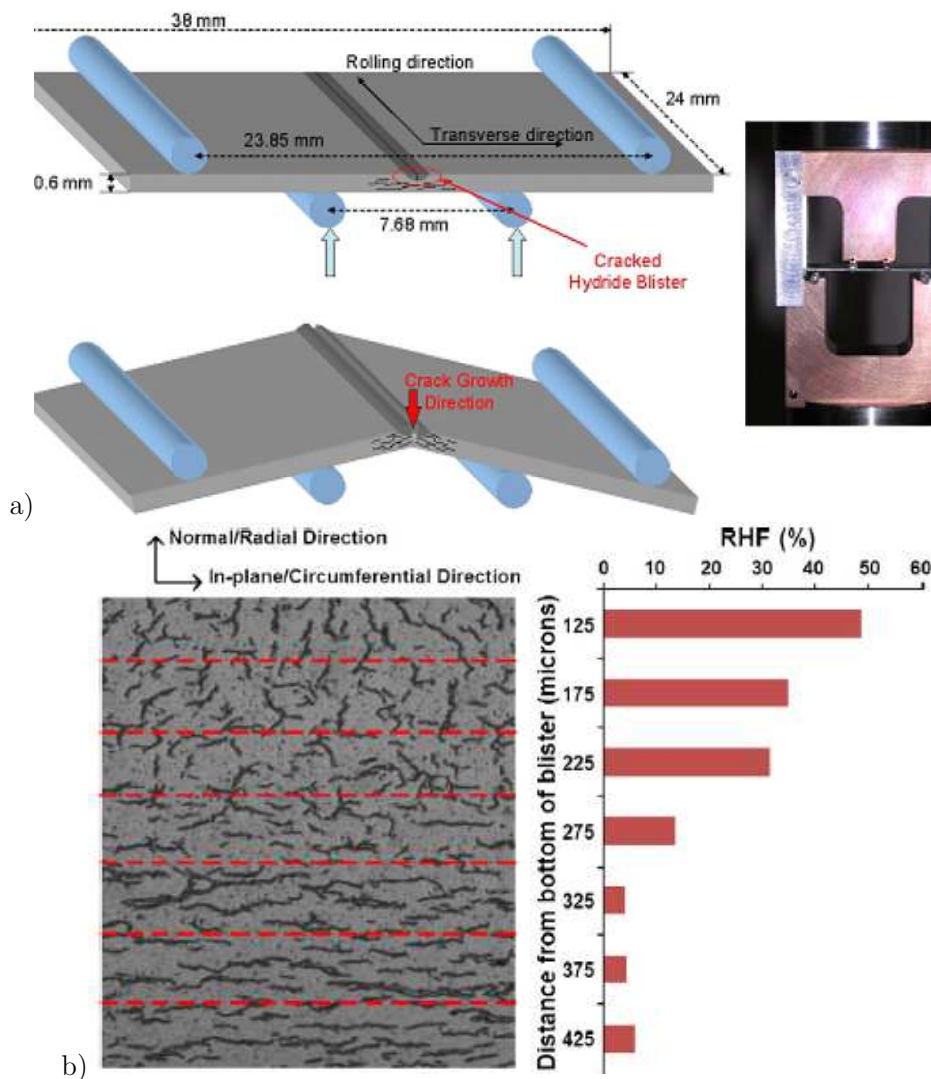 38 mm
Rolling direction
24 mm
Transverse direction
23.85 mm
0.6 mm
7.68 mm
Cracked
Hydride Blister
Crack Growth
Direction
a)
Normal/Radial Direction
In-plane/Circumferential Direction
RHF (%)
0 10 20 30 40 50 60
Distance from bottom of blister (microns)
125
175
225
275
325
375
425
b)